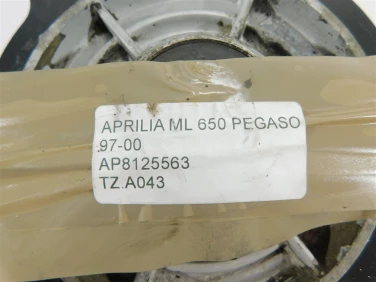 APRILIA ML 650 PEGASO
97-00
AP8125563
TZ.A043